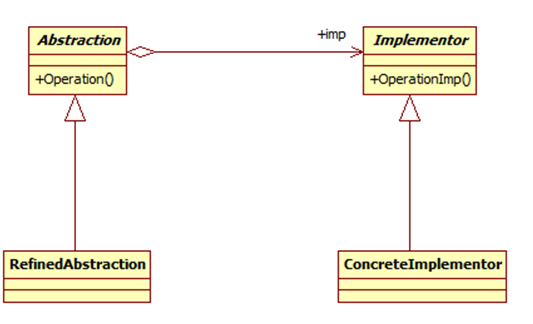 Abstraction
+imp
Implementor
+Operation()
+OperationImp()
RefinedAbstraction
ConcreteImplementor